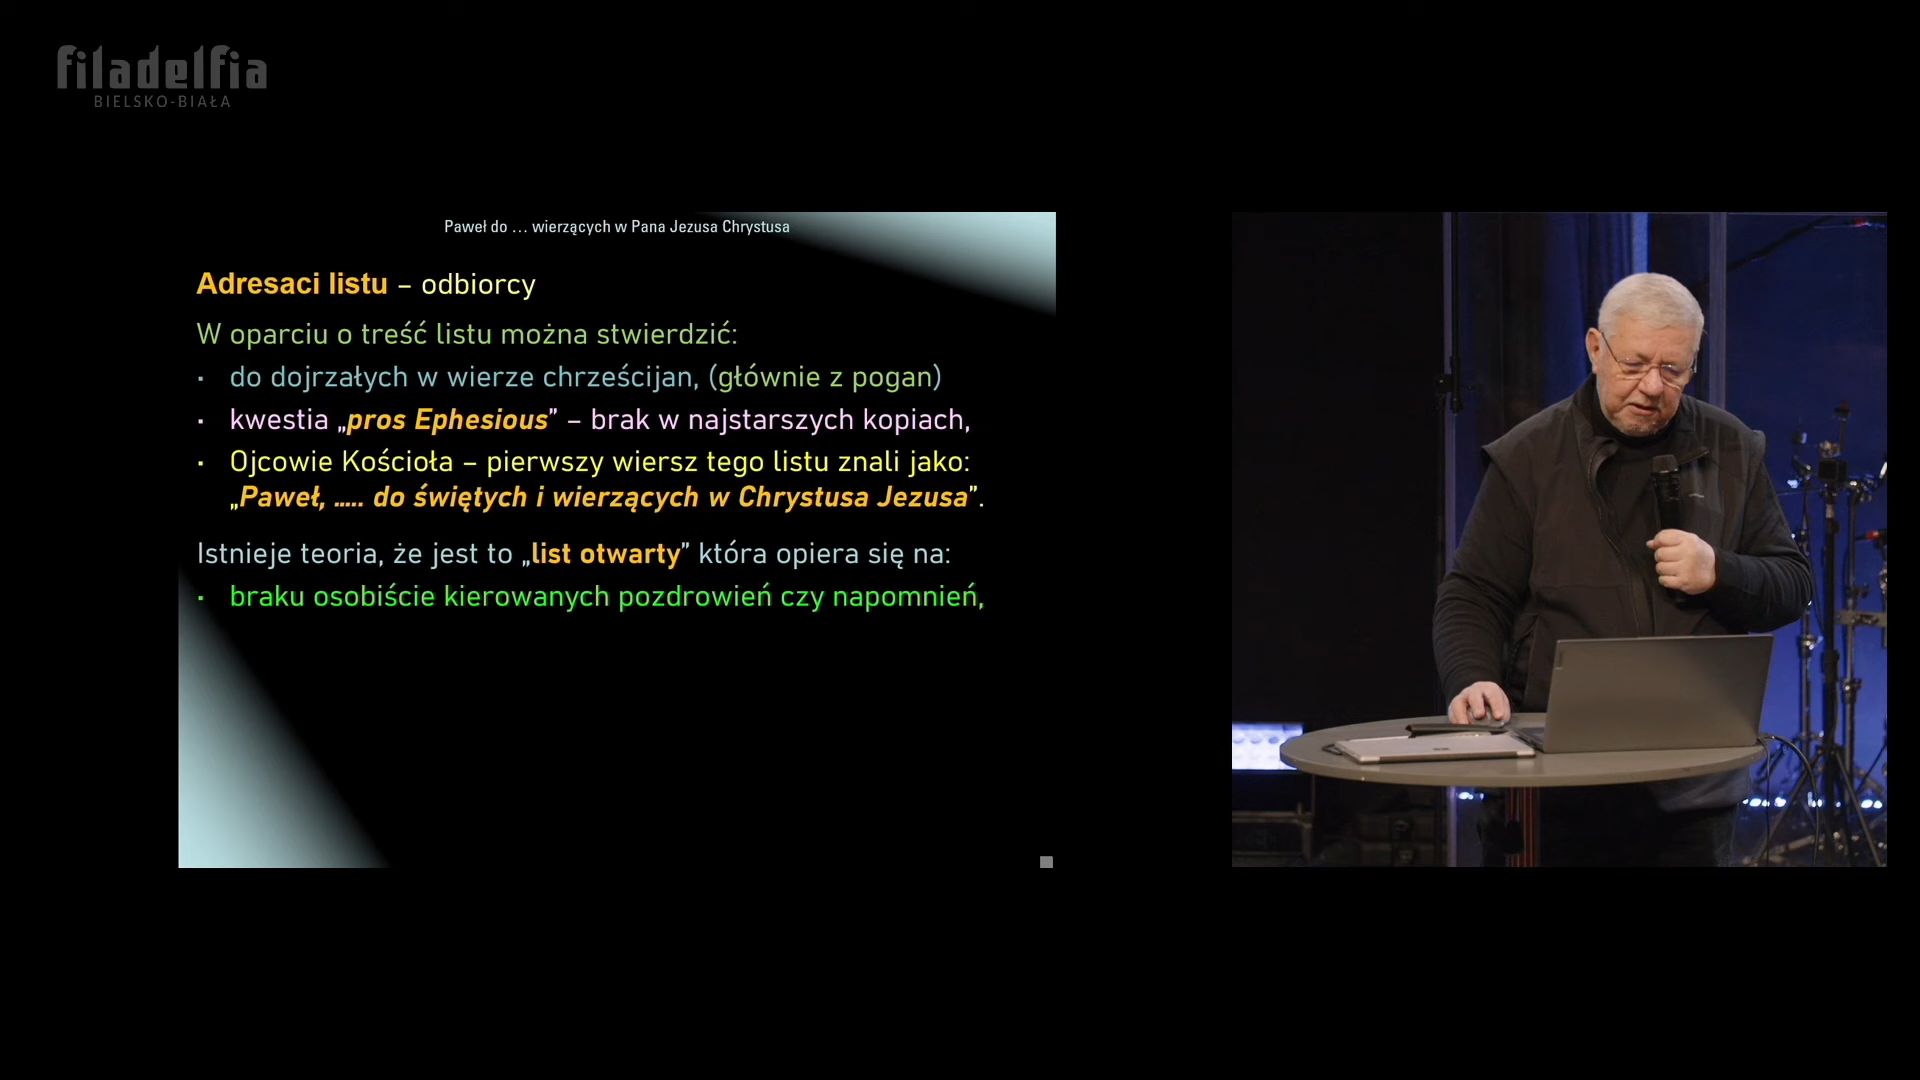 filadelfia
BIELSKO-BIAŁA
Paweł do … wierzących w Pana Jezusa Chrystusa
Adresaci listu – odbiorcy
W oparciu o treść listu można stwierdzić:
· do dojrzałych w wierze chrześcijan, (głównie z pogan)
· kwestia „pros Ephesious” – brak w najstarszych kopiach,
· Ojcowie Kościoła – pierwszy wiersz tego listu znali jako:
„Paweł, ..... do świętych i wierzących w Chrystusa Jezusa”.
Istnieje teoria, że jest to „list otwarty” która opiera się na:
· braku osobiście kierowanych pozdrowień czy napomnień,